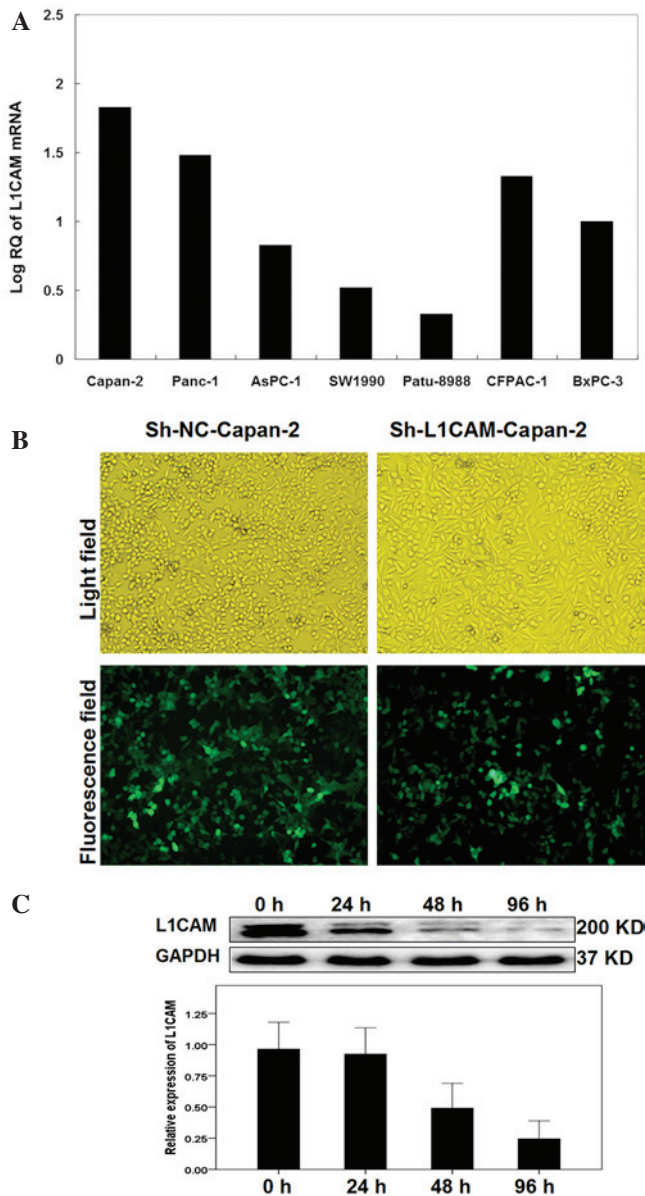 A
Log RQ of L1CAM mRNA
2.5
2
1.5
1
0.5
0
Capan-2 Panc-1 AsPC-1 SW1990 Patu-8988 CFPAC-1 BxPC-3
B
Sh-NC-Capan-2 Sh-L1CAM-Capan-2
Light field
Fluorescence field
C
0 h 24 h 48 h 96 h
L1CAM 200 KD
GAPDH 37 KD
Relative expression of L1CAM
1.25
1.00
0.75
0.50
0.25
0.00
0 h 24 h 48 h 96 h